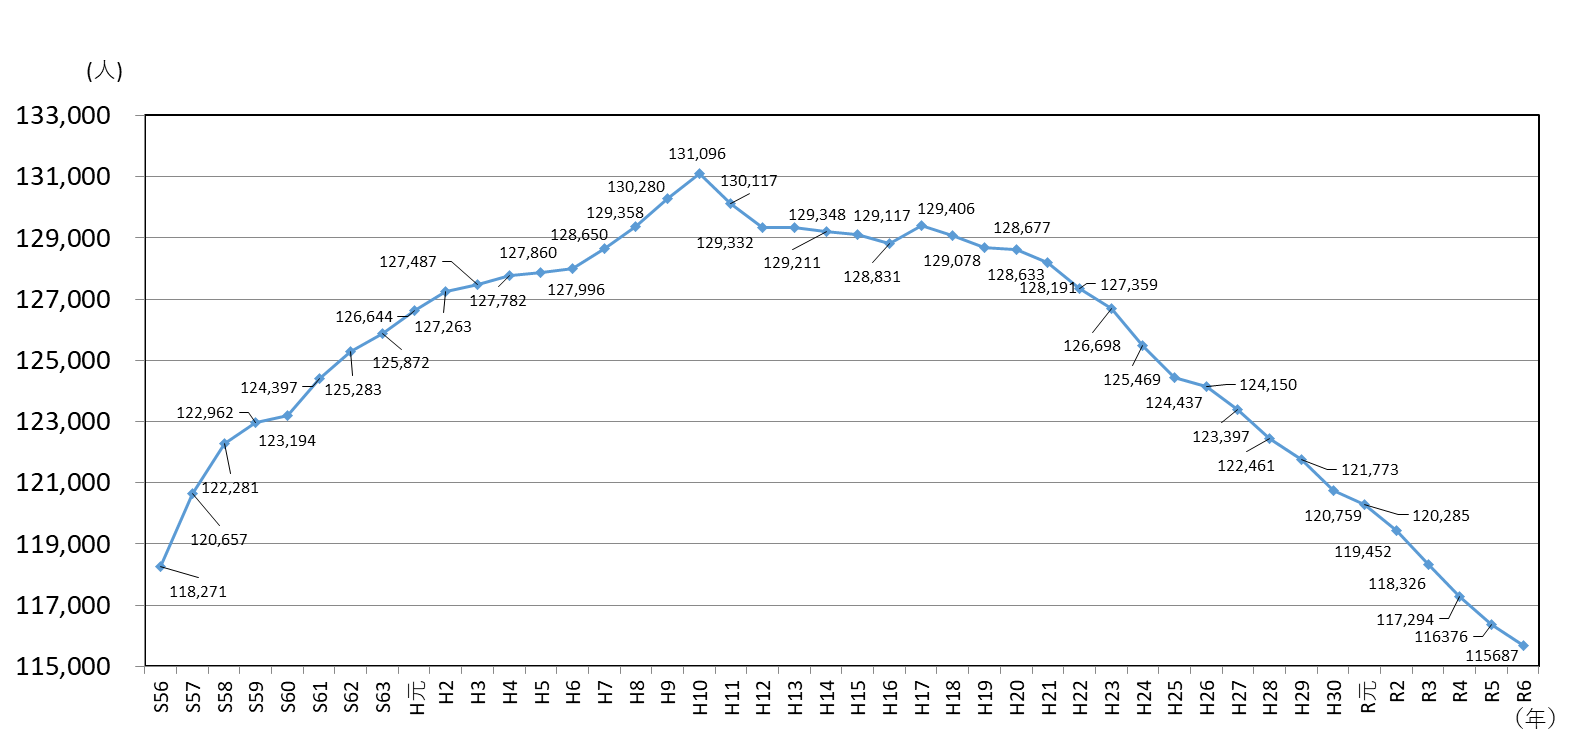 (人)
133,000
131,000
129,000
127,000
125,000
123,000
121,000
119,000
117,000
115,000
118,271
120,657
122,281
122,962
123,194
124,397
125,283
125,872
126,644
127,263
127,487
127,782
127,860
127,996
128,650
129,358
130,280
131,096
130,117
129,332
129,348
129,211
129,117
128,831
129,406
129,078
128,677
128,633
128,191
127,359
126,698
125,469
124,437
124,150
123,397
122,461
121,773
120,759
120,285
119,452
118,326
117,294
116376
115687
S56
S57
S58
S59
S60
S61
S62
S63
H元
H2
H3
H4
H5
H6
H7
H8
H9
H10
H11
H12
H13
H14
H15
H16
H17
H18
H19
H20
H21
H22
H23
H24
H25
H26
H27
H28
H29
H30
R元
R2
R3
R4
R5
R6
（年）